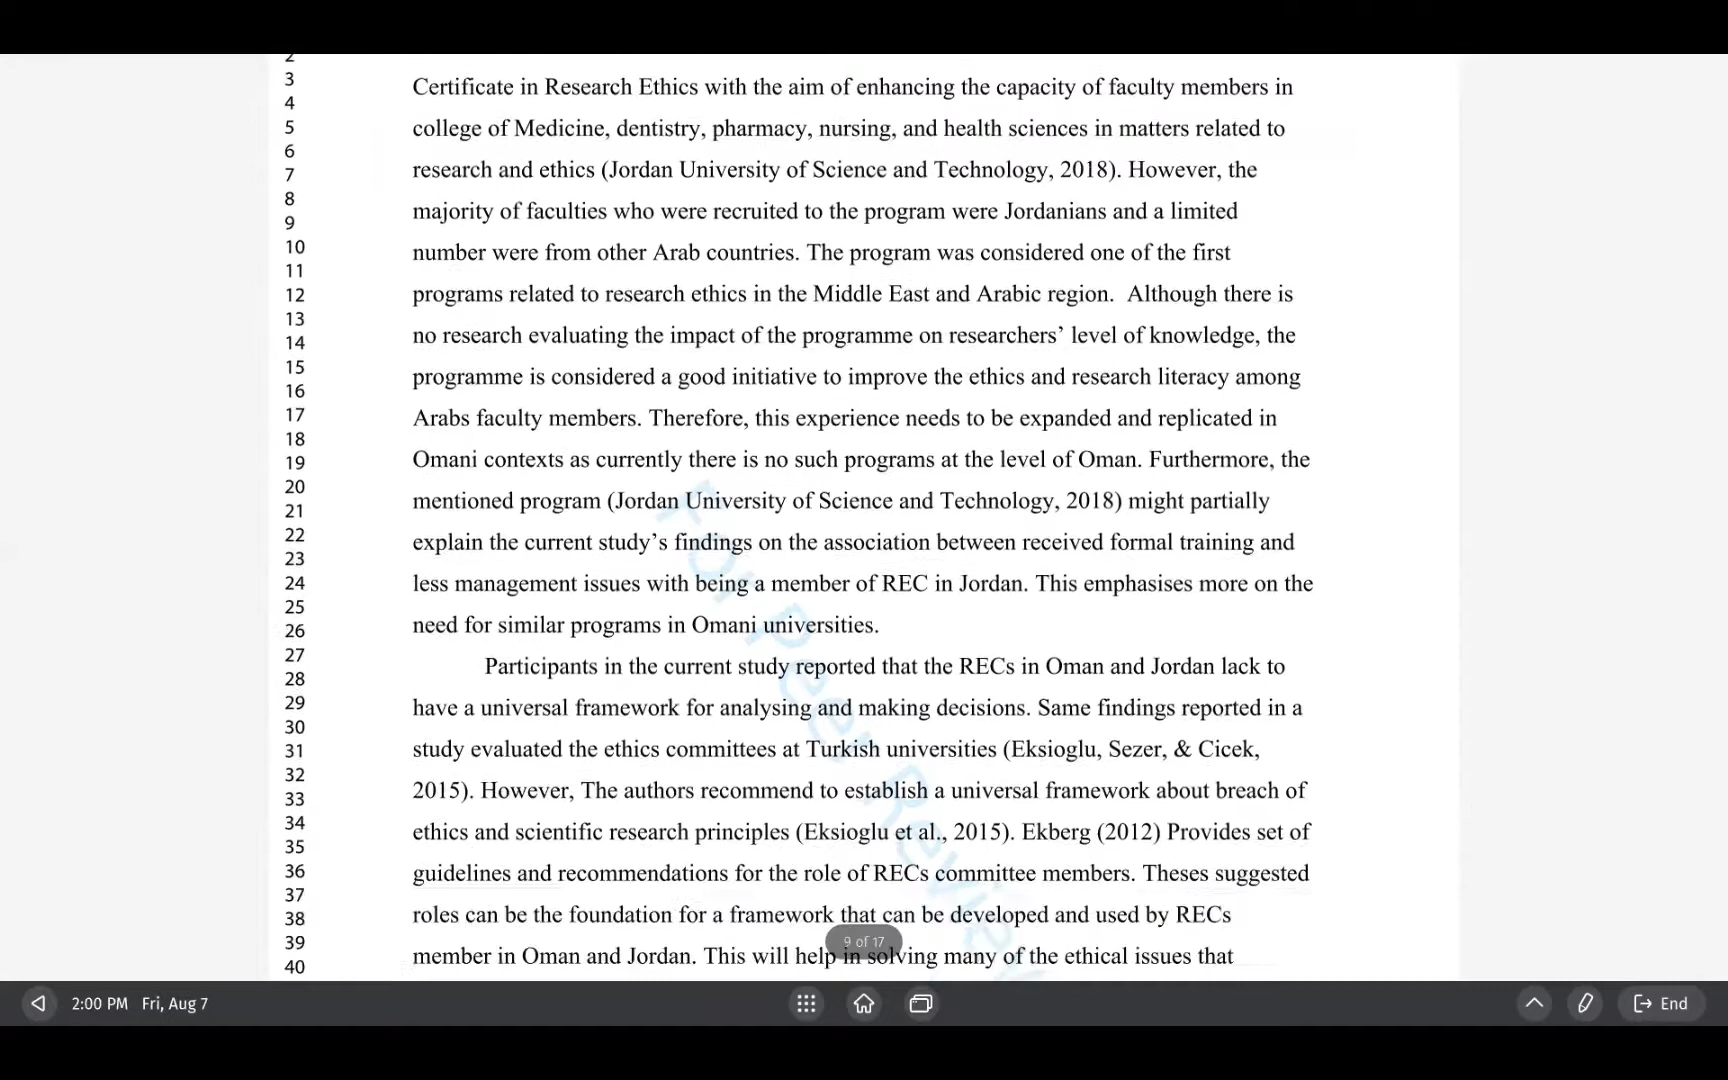 2
3
4
5
6
7
8
9
10
11
12
13
14
15
16
17
18
19
20
21
22
23
24
25
26
27
28
29
30
31
32
33
34
35
36
37
38
39
40
Certificate in Research Ethics with the aim of enhancing the capacity of faculty members in
college of Medicine, dentistry, pharmacy, nursing, and health sciences in matters related to
research and ethics (Jordan University of Science and Technology, 2018). However, the
majority of faculties who were recruited to the program were Jordanians and a limited
number were from other Arab countries. The program was considered one of the first
programs related to research ethics in the Middle East and Arabic region.  Although there is
no research evaluating the impact of the programme on researchers’ level of knowledge, the
programme is considered a good initiative to improve the ethics and research literacy among
Arabs faculty members. Therefore, this experience needs to be expanded and replicated in
Omani contexts as currently there is no such programs at the level of Oman. Furthermore, the
mentioned program (Jordan University of Science and Technology, 2018) might partially
explain the current study’s findings on the association between received formal training and
less management issues with being a member of REC in Jordan. This emphasises more on the
need for similar programs in Omani universities.
Participants in the current study reported that the RECs in Oman and Jordan lack to
have a universal framework for analysing and making decisions. Same findings reported in a
study evaluated the ethics committees at Turkish universities (Eksioglu, Sezer, & Cicek,
2015). However, The authors recommend to establish a universal framework about breach of
ethics and scientific research principles (Eksioglu et al., 2015). Ekberg (2012) Provides set of
guidelines and recommendations for the role of RECs committee members. Theses suggested
roles can be the foundation for a framework that can be developed and used by RECs
member in Oman and Jordan. This will help in solving many of the ethical issues that
For Peer Review
9 of 17
2:00 PM Fri, Aug 7
End